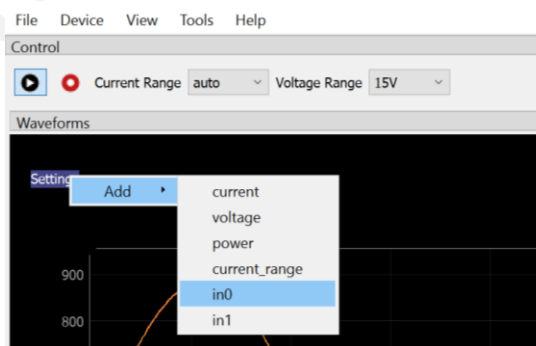 File Device View Tools Help
Control
Current Range auto Voltage Range 15V
Waveforms
Setting
Add current
voltage
power
current_range
in0
in1
900
800